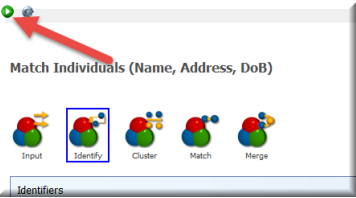 Match Individuals (Name, Address, DoB)
Input Identify Cluster Match Merge
Identifiers